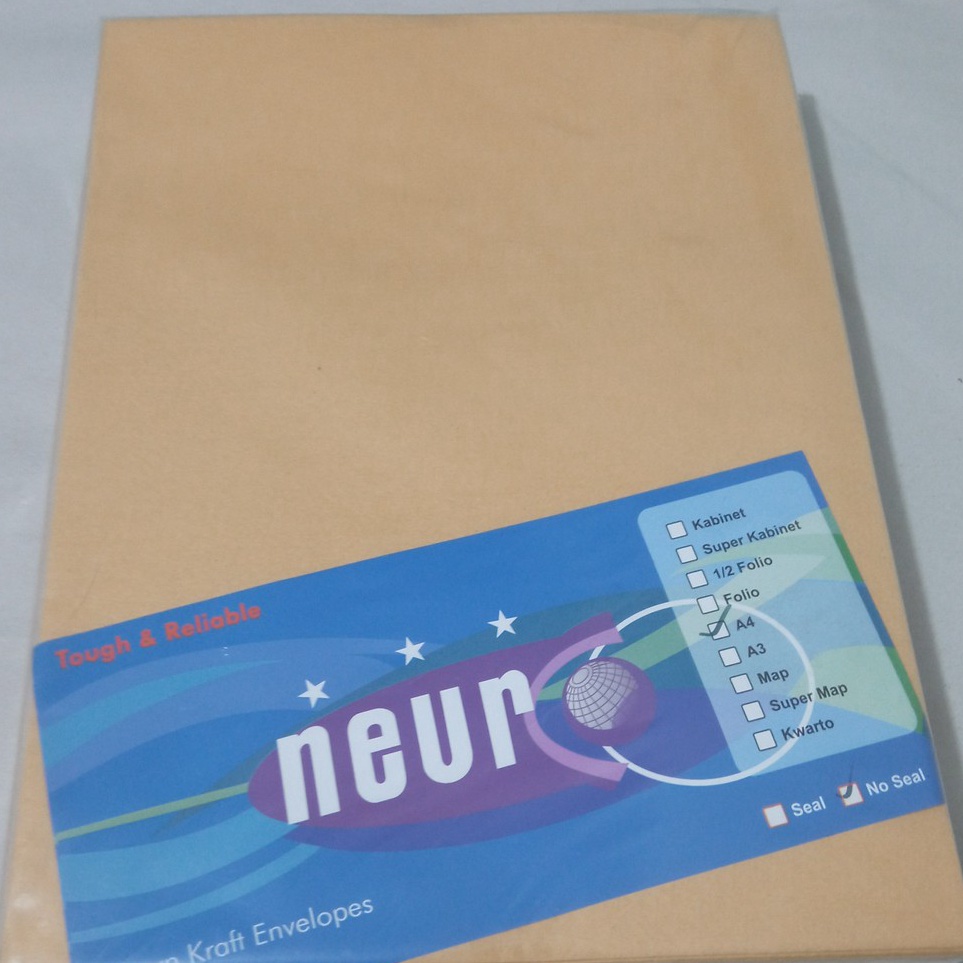 Tough & Reliable
neuro
Kabinet
Super Kabinet
1/2 Folio
Folio
A4
A3
Map
Super Map
Kwarto
Seal
No Seal
Kraft Envelopes